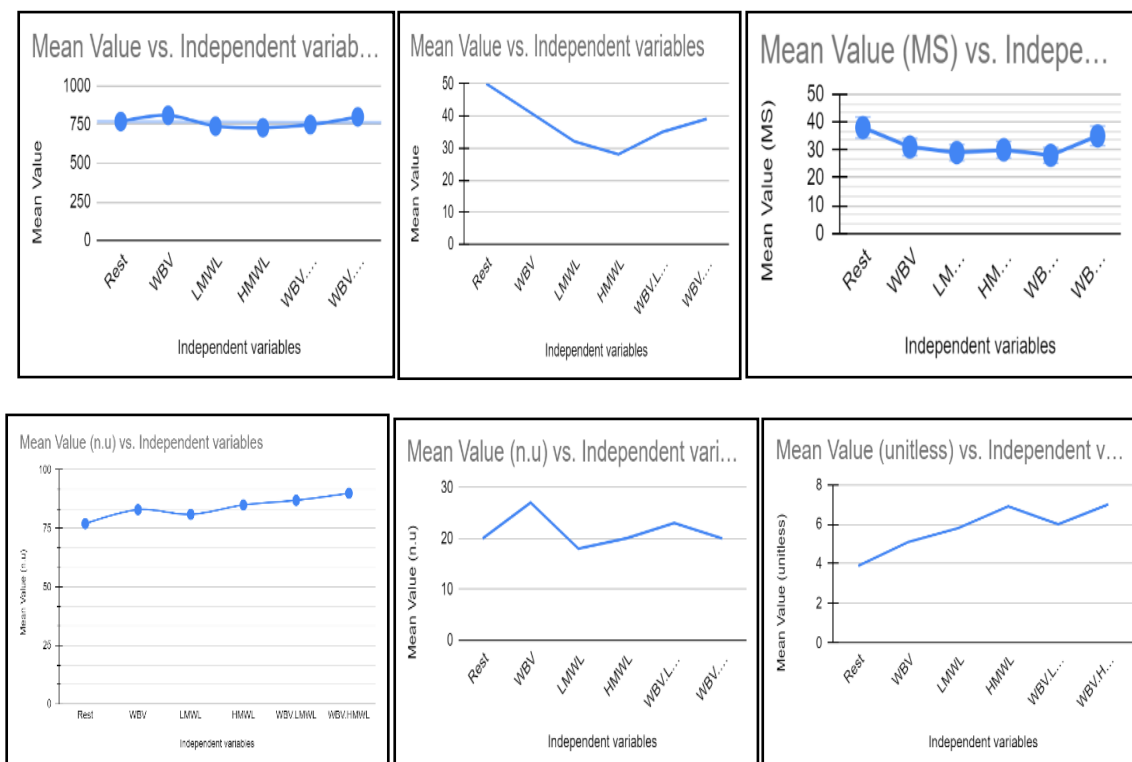 Mean Value vs. Independent variab…
1000
750
500
250
0
Mean Value
Rest
WBV
LMWL
HMWL
WBV.…
WBV.…
Independent variables
Mean Value vs. Independent variables
50
40
30
20
10
0
Mean Value
Rest
WBV
LMWL
HMWL
WBV.L…
WBV.…
Independent variables
Mean Value (MS) vs. Indepe…
50
40
30
20
10
0
Mean Value (MS)
Rest
WBV
LM…
HM…
WB…
WB…
Independent variables
Mean Value (n.u) vs. Independent variables
100
75
50
25
0
Mean Value (n.u)
Rest
WBV
LMWL
HMWL
WBV.LMWL
WBV.HMWL
Independent variables
Mean Value (n.u) vs. Independent vari…
30
20
10
0
Mean Value (n.u)
Rest
WBV
LMWL
HMWL
WBV.L…
WBV.…
Independent variables
Mean Value (unitless) vs. Independent v…
8
6
4
2
0
Mean Value (unitless)
Rest
WBV
LMWL
HMWL
WBV.L…
WBV.H…
Independent variables